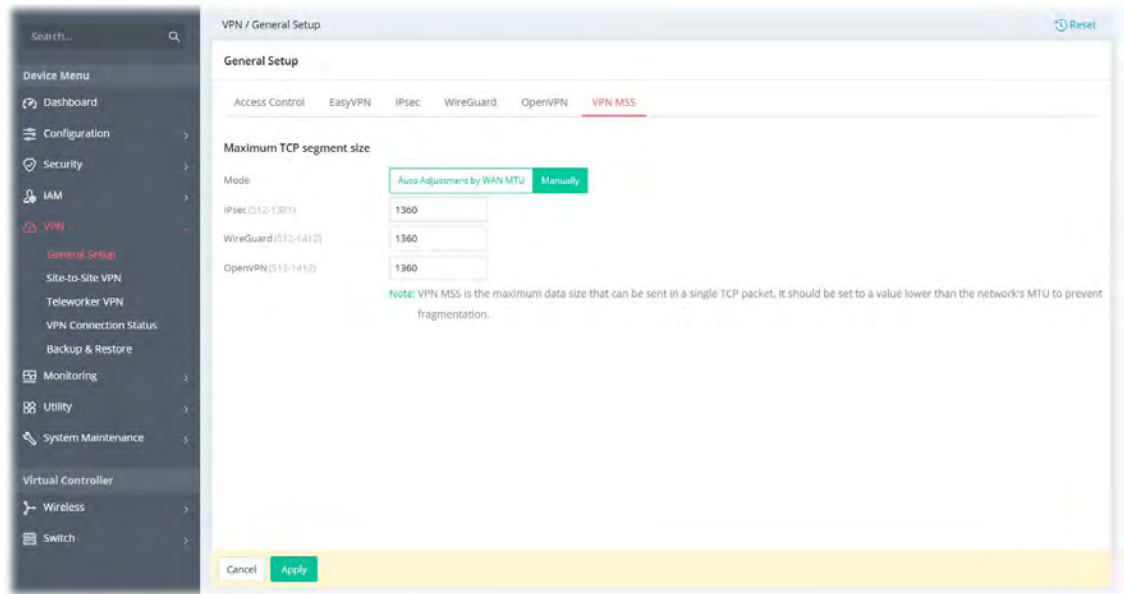 VPN / General Setup
Reset
Search...
Device Menu
Dashboard
Configuration
Security
IAM
VPN
General Setup
Site-to-Site VPN
Teleworker VPN
VPN Connection Status
Backup & Restore
Monitoring
Utility
System Maintenance
Virtual Controller
Wireless
Switch
General Setup
Access Control EasyVPN IPsec WireGuard OpenVPN VPN MSS
Maximum TCP segment size
Mode Auto Adjustment by WAN MTU Manually
IPsec (512-1381) 1360
WireGuard (512-1412) 1360
OpenVPN (512-1412) 1360
Note: VPN MSS is the maximum data size that can be sent in a single TCP packet. It should be set to a value lower than the network's MTU to prevent
fragmentation.
Cancel Apply